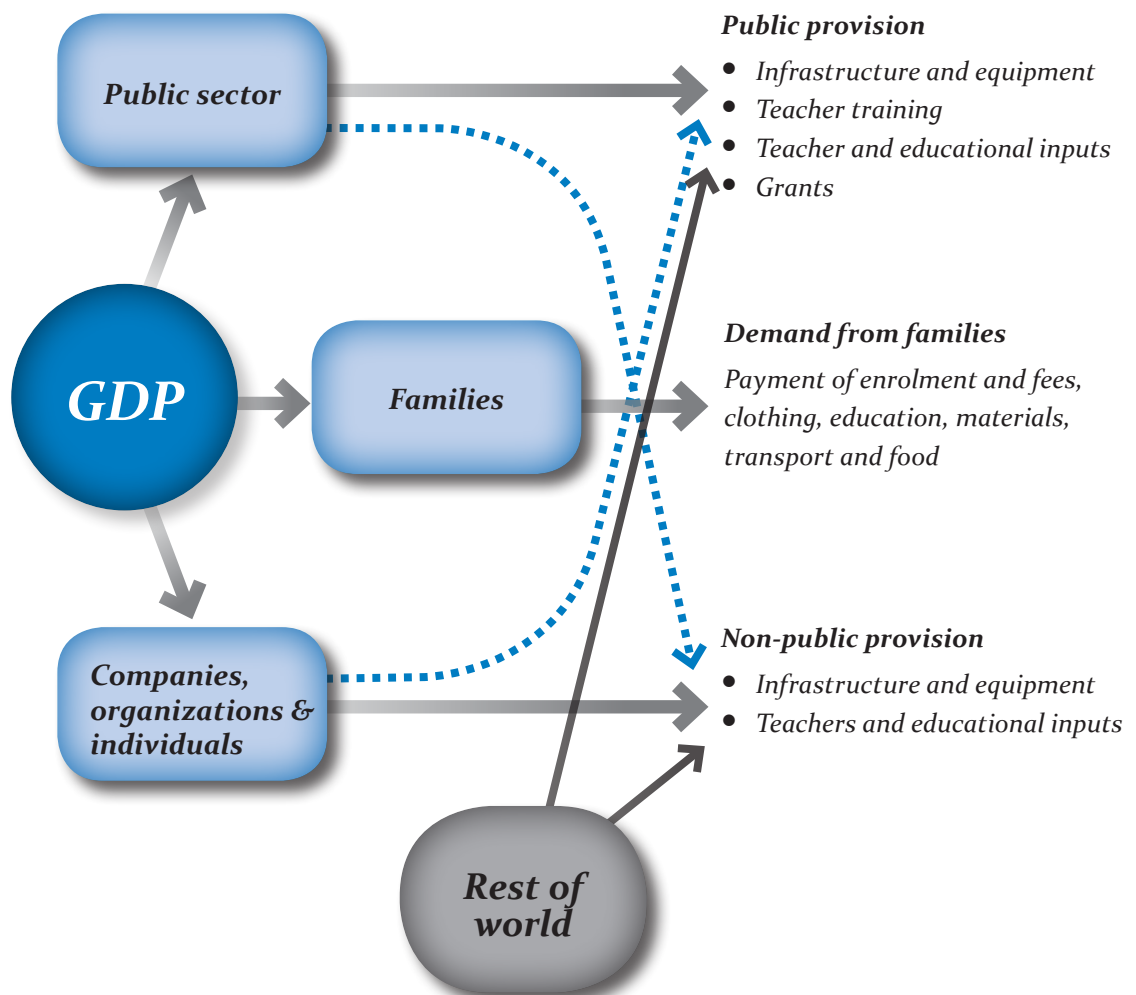 Public sector
GDP
Families
Companies,
organizations &
individuals
Rest of
world
Public provision
• Infrastructure and equipment
• Teacher training
• Teacher and educational inputs
• Grants
Demand from families
Payment of enrolment and fees,
clothing, education, materials,
transport and food
Non-public provision
• Infrastructure and equipment
• Teachers and educational inputs